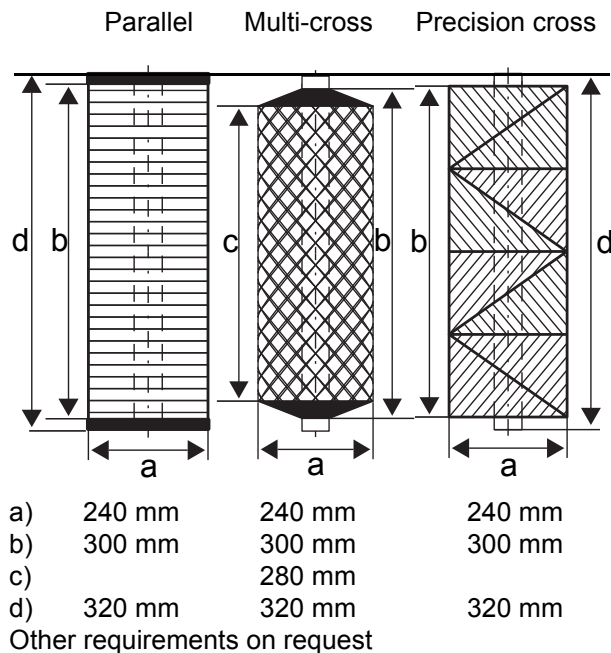 Parallel Multi-cross Precision cross
d b c b b d
a a a
a) 240 mm 240 mm 240 mm
b) 300 mm 300 mm 300 mm
c) 280 mm
d) 320 mm 320 mm 320 mm
Other requirements on request